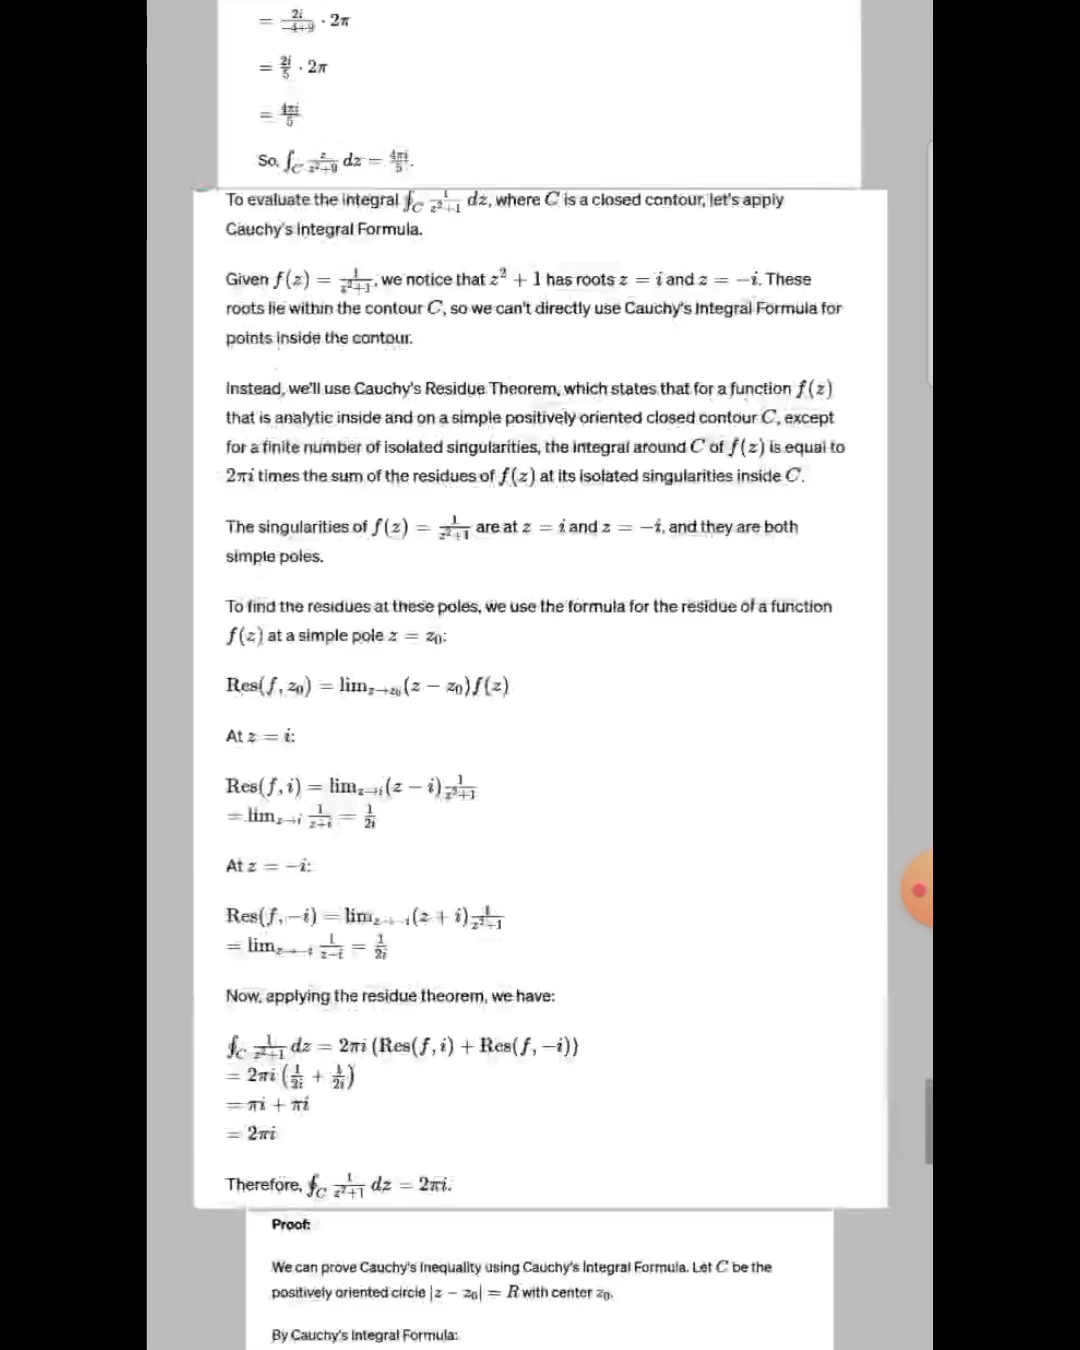 = 2i/(-4+9) · 2π
= 2i/5 · 2π
= 4πi/5
So, ∫_C z/(z²+9) dz = 4πi/5.
To evaluate the integral ∮_C 1/(z²+1) dz, where C is a closed contour, let's apply
Cauchy's Integral Formula.
Given f(z) = 1/(z²+1), we notice that z² + 1 has roots z = i and z = −i. These
roots lie within the contour C, so we can't directly use Cauchy's Integral Formula for
points inside the contour.
Instead, we'll use Cauchy's Residue Theorem, which states that for a function f(z)
that is analytic inside and on a simple positively oriented closed contour C, except
for a finite number of isolated singularities, the integral around C of f(z) is equal to
2πi times the sum of the residues of f(z) at its isolated singularities inside C.
The singularities of f(z) = 1/(z²+1) are at z = i and z = −i, and they are both
simple poles.
To find the residues at these poles, we use the formula for the residue of a function
f(z) at a simple pole z = z₀:
Res(f, z₀) = lim_{z→z₀}(z − z₀)f(z)
At z = i:
Res(f, i) = lim_{z→i}(z − i) 1/(z²+1)
= lim_{z→i} 1/(z+i) = 1/2i
At z = −i:
Res(f, −i) = lim_{z→−i}(z + i) 1/(z²+1)
= lim_{z→−i} 1/(z−i) = 1/2i
Now, applying the residue theorem, we have:
∮_C 1/(z²+1) dz = 2πi (Res(f, i) + Res(f, −i))
= 2πi (1/2i + 1/2i)
= πi + πi
= 2πi
Therefore, ∮_C 1/(z²+1) dz = 2πi.
Proof:
We can prove Cauchy's Inequality using Cauchy's Integral Formula. Let C be the
positively oriented circle |z − z₀| = R with center z₀.
By Cauchy's Integral Formula: